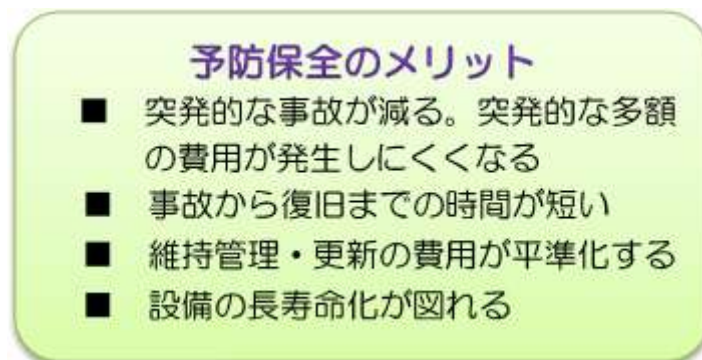 予防保全のメリット
■ 突発的な事故が減る。突発的な多額
の費用が発生しにくくなる
■ 事故から復旧までの時間が短い
■ 維持管理・更新の費用が平準化する
■ 設備の長寿命化が図れる